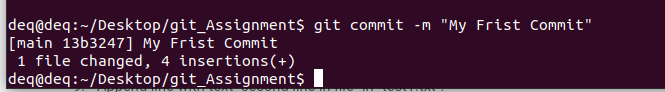 deq@deq:~/Desktop/git_Assignment$ git commit -m "My Frist Commit"
[main 13b3247] My Frist Commit
 1 file changed, 4 insertions(+)
deq@deq:~/Desktop/git_Assignment$